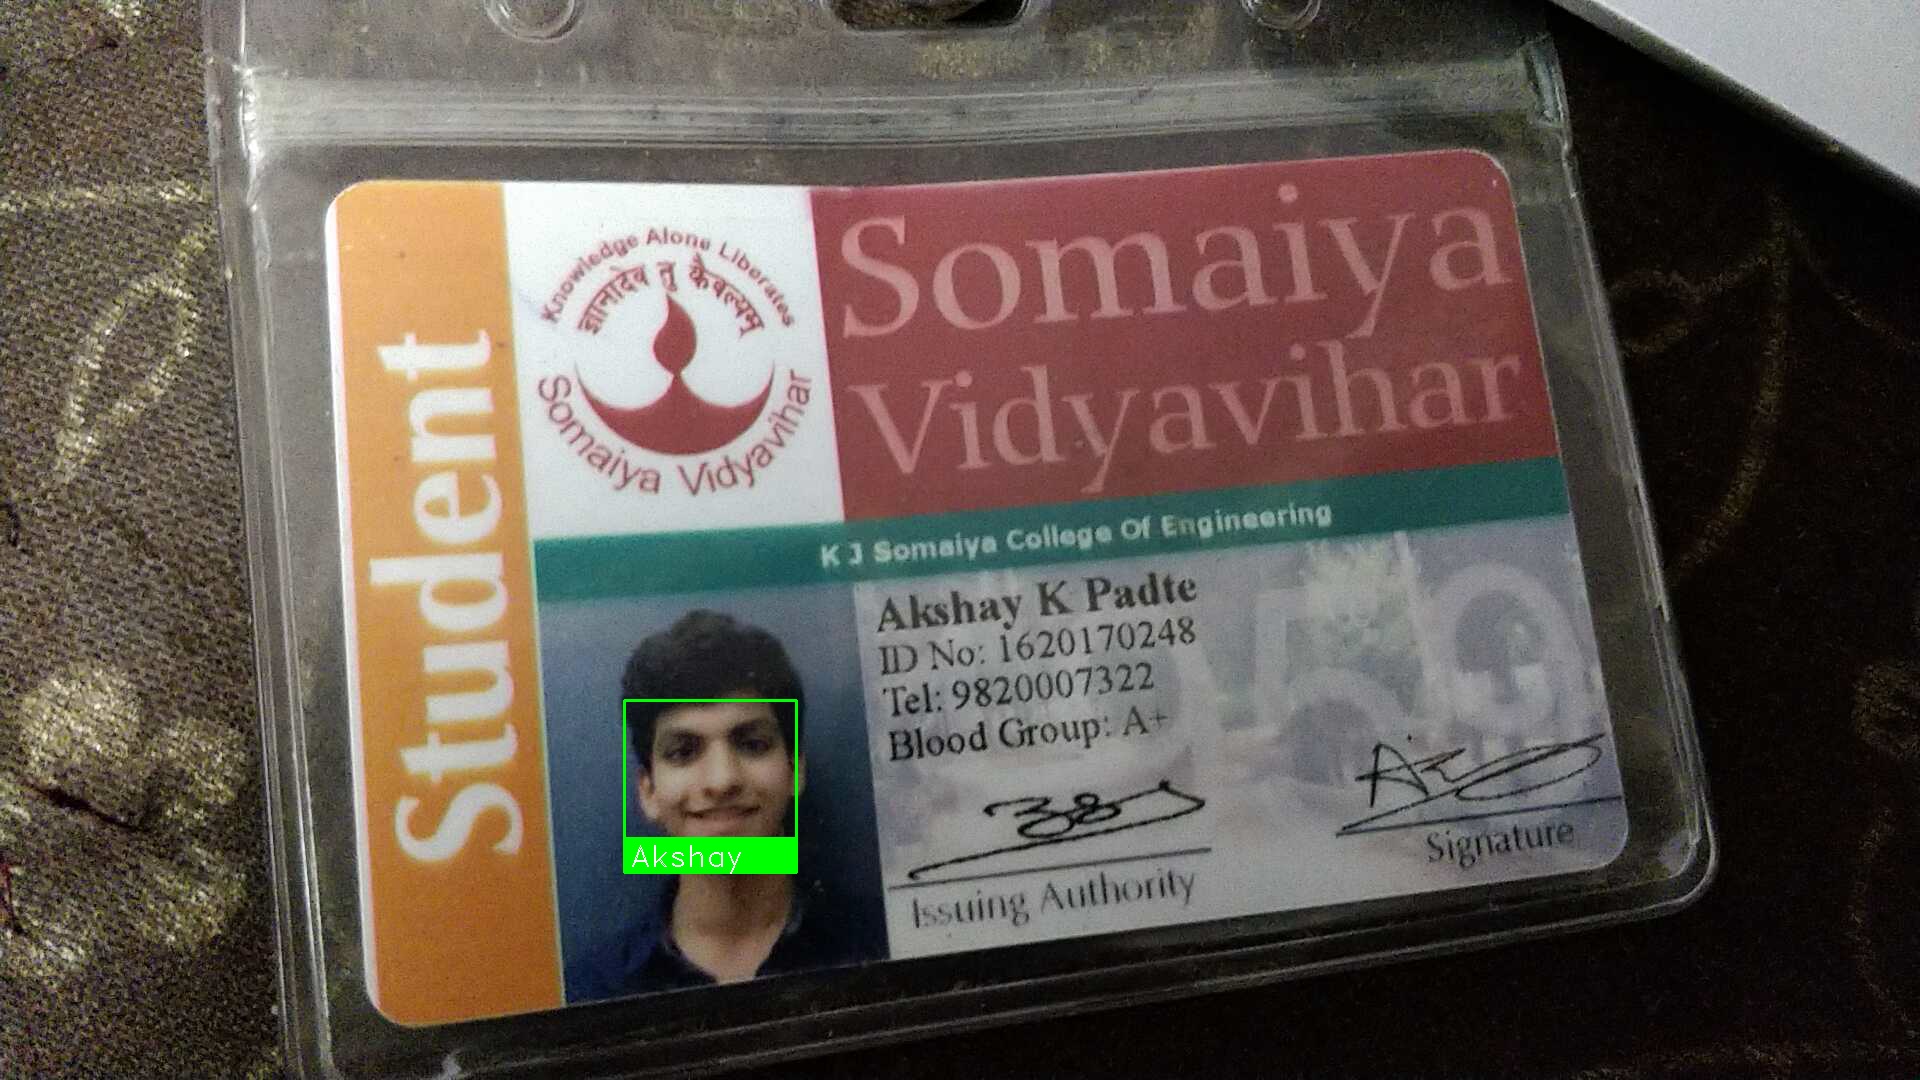 Student
Knowledge Alone Liberates
ज्ञानादेव तु कैवल्यम्
Somaiya Vidyavihar
Somaiya
Vidyavihar
K J Somaiya College Of Engineering
Akshay K Padte
ID No: 1620170248
Tel: 9820007322
Blood Group: A+
Akshay
Issuing Authority
Signature